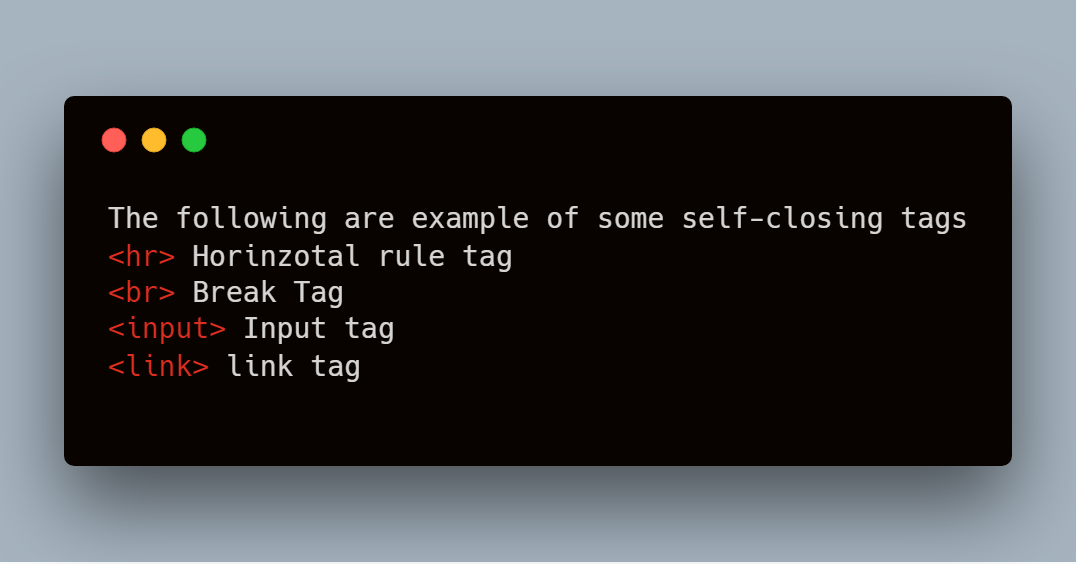 The following are example of some self-closing tags
<hr> Horinzotal rule tag
<br> Break Tag
<input> Input tag
<link> link tag